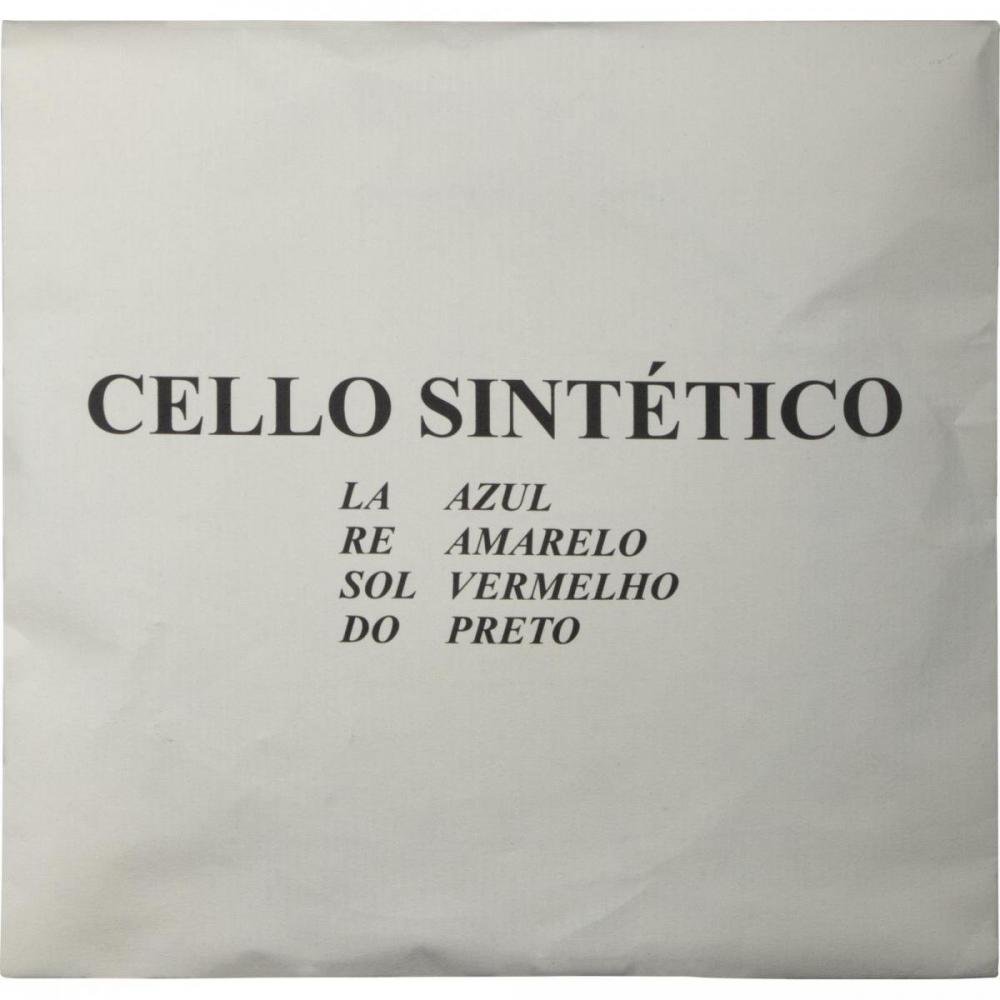 CELLO SINTÉTICO
LA AZUL
RE AMARELO
SOL VERMELHO
DO PRETO